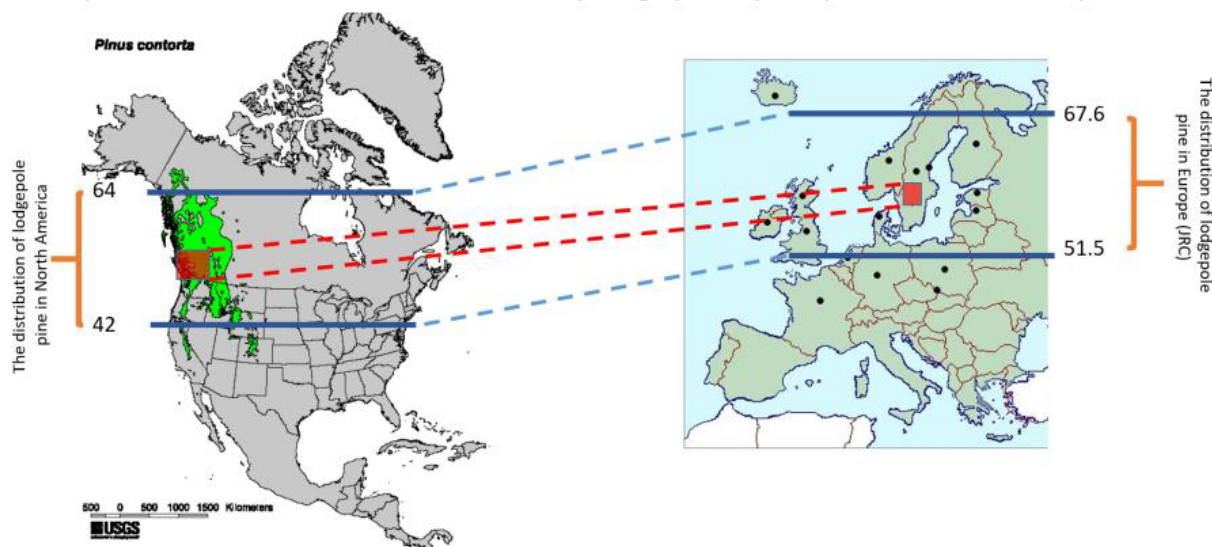 Pinus contorta
The distribution of lodgepole
pine in North America
64
42
67.6
51.5
The distribution of lodgepole
pine in Europe (JRC)
500 0 500 1000 1500 Kilometers
USGS